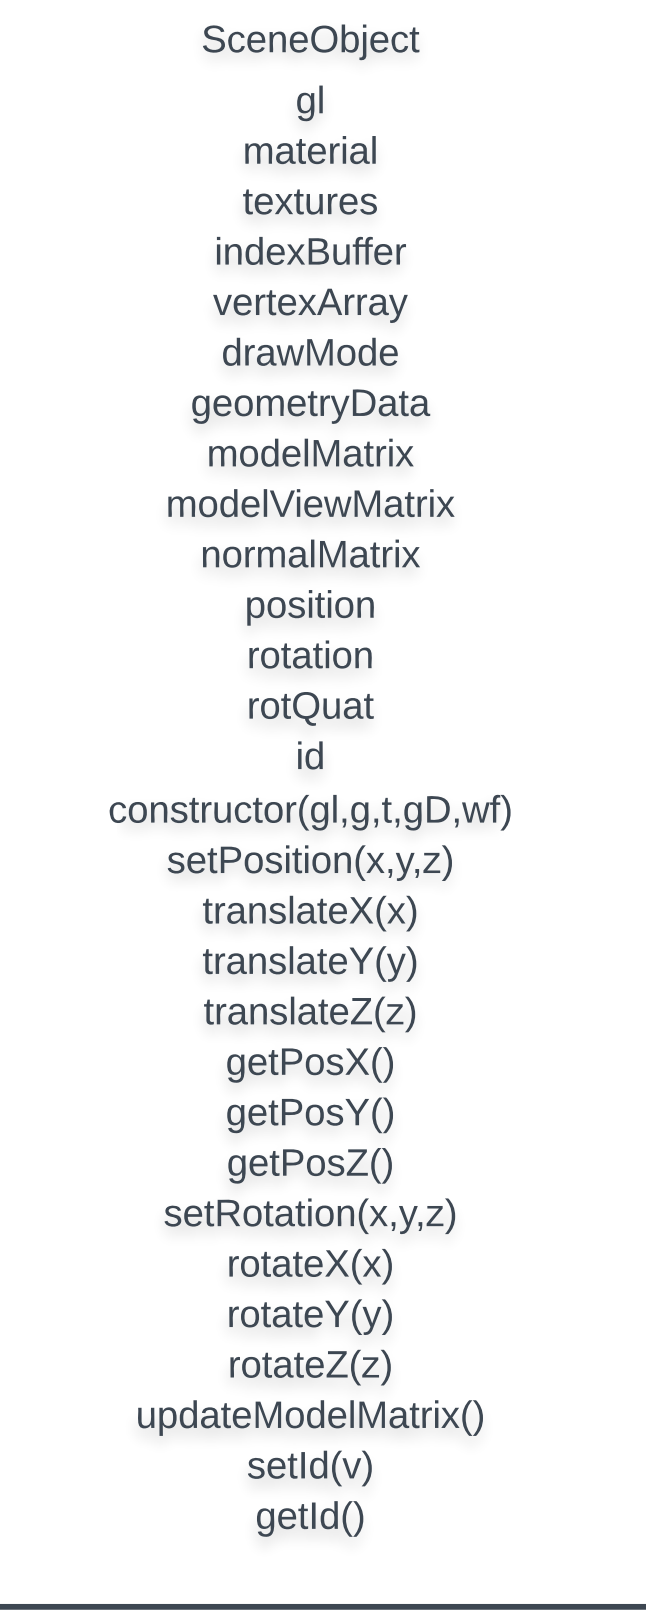 SceneObject
gl
material
textures
indexBuffer
vertexArray
drawMode
geometryData
modelMatrix
modelViewMatrix
normalMatrix
position
rotation
rotQuat
id
constructor(gl,g,t,gD,wf)
setPosition(x,y,z)
translateX(x)
translateY(y)
translateZ(z)
getPosX()
getPosY()
getPosZ()
setRotation(x,y,z)
rotateX(x)
rotateY(y)
rotateZ(z)
updateModelMatrix()
setId(v)
getId()